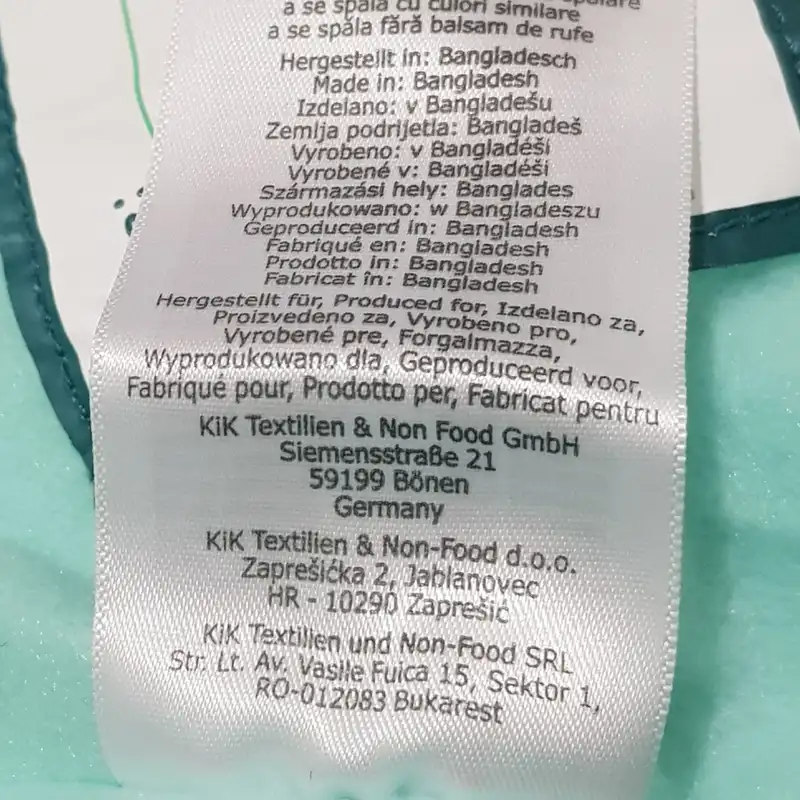 a se spăla cu culori similare
a se spăla fără balsam de rufe
Hergestellt in: Bangladesch
Made in: Bangladesh
Izdelano: v Bangladešu
Zemlja podrijetla: Bangladeš
Vyrobeno: v Bangladéši
Vyrobené v: Bangladéši
Származási hely: Banglades
Wyprodukowano: w Bangladeszu
Geproduceerd in: Bangladesh
Fabriqué en: Bangladesh
Prodotto in: Bangladesh
Fabricat în: Bangladesh
Hergestellt für, Produced for, Izdelano za,
Proizvedeno za, Vyrobeno pro,
Vyrobené pre, Forgalmazza,
Wyprodukowano dla, Geproduceerd voor,
Fabriqué pour, Prodotto per, Fabricat pentru
KiK Textilien & Non Food GmbH
Siemensstraße 21
59199 Bönen
Germany
KiK Textilien & Non-Food d.o.o.
Zaprešićka 2, Jablanovec
HR - 10290 Zaprešić
KiK Textilien und Non-Food SRL
Str. Lt. Av. Vasile Fuica 15, Sektor 1,
RO-012083 Bukarest